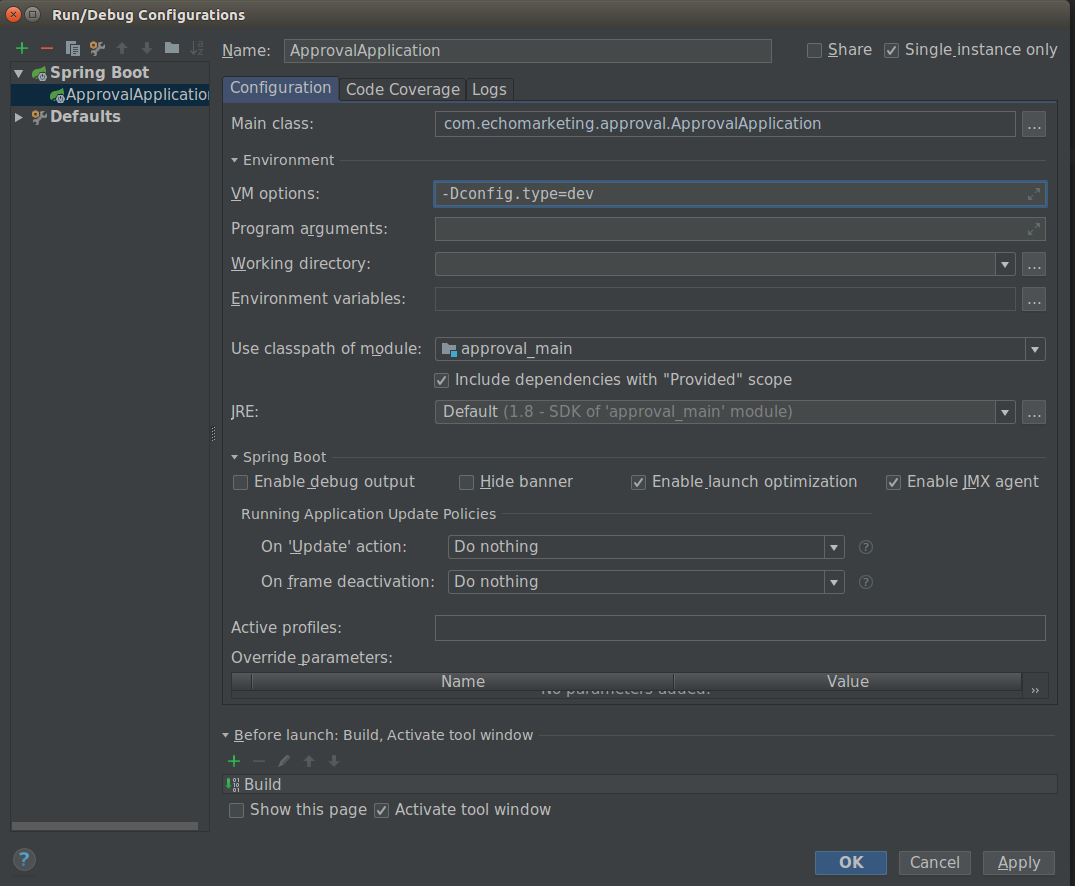 Run/Debug Configurations
Name: ApprovalApplication Share Single instance only
Spring Boot
ApprovalApplication
Defaults
Configuration Code Coverage Logs
Main class: com.echomarketing.approval.ApprovalApplication ...
Environment
VM options: -Dconfig.type=dev
Program arguments:
Working directory: ...
Environment variables: ...
Use classpath of module: approval_main
Include dependencies with "Provided" scope
JRE: Default (1.8 - SDK of 'approval_main' module) ...
Spring Boot
Enable debug output Hide banner Enable launch optimization Enable JMX agent
Running Application Update Policies
On 'Update' action: Do nothing ?
On frame deactivation: Do nothing ?
Active profiles:
Override parameters:
Name Value
No parameters added. »
Before launch: Build, Activate tool window
Build
Show this page Activate tool window
? OK Cancel Apply